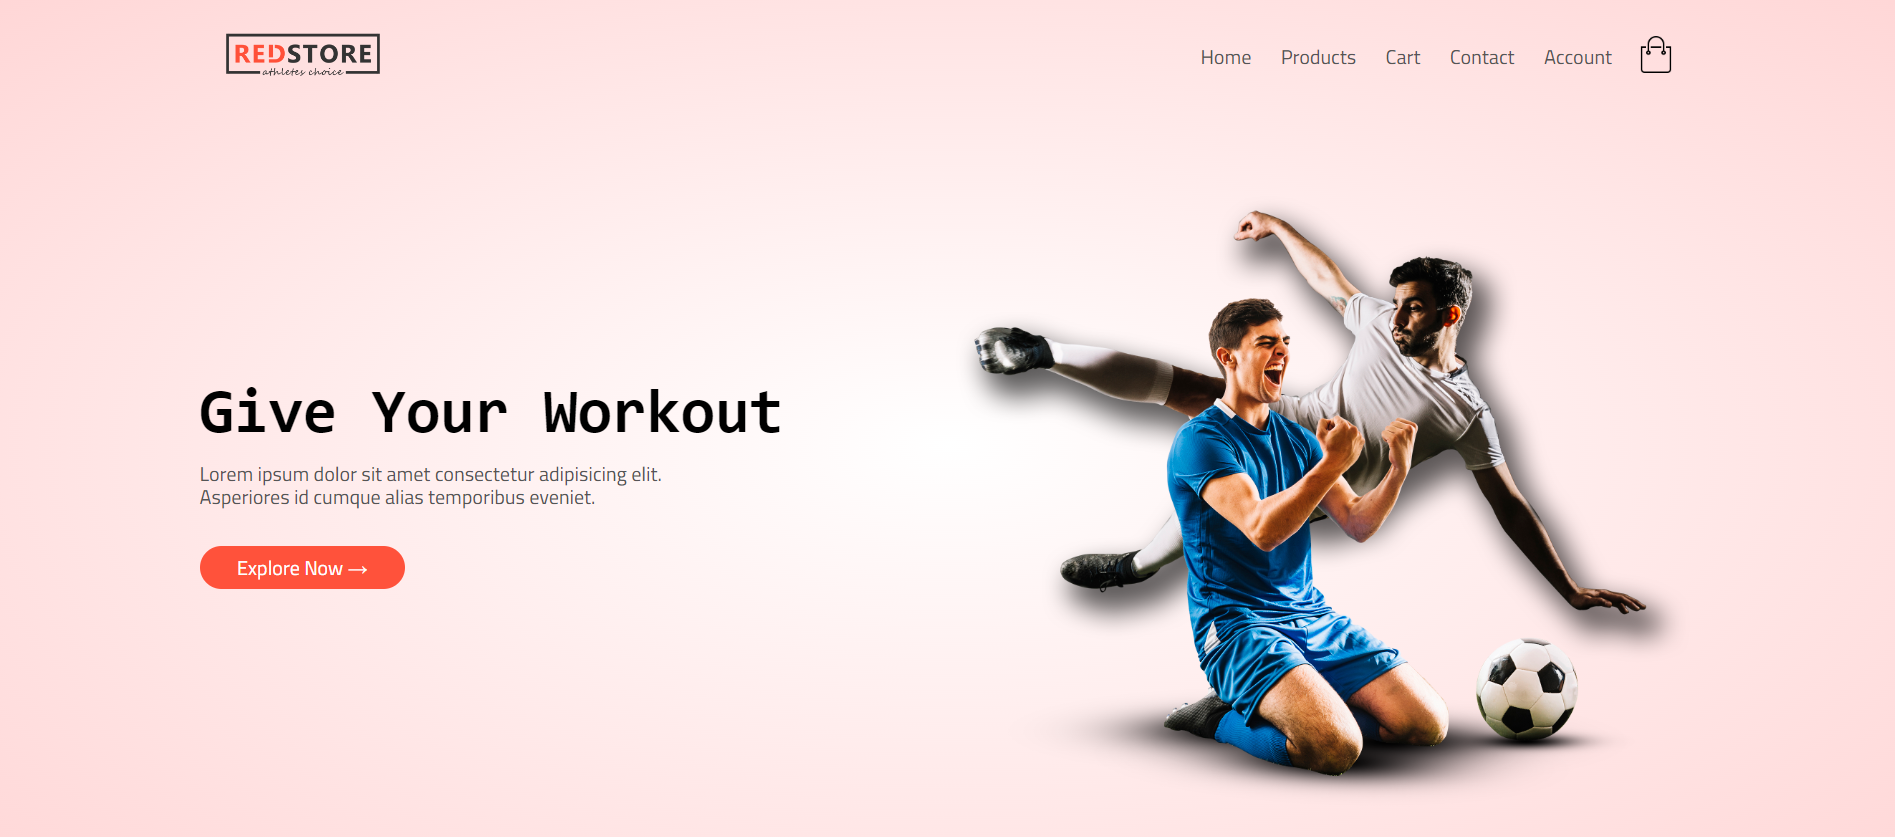 REDSTORE
athletes choice
Home Products Cart Contact Account
Give Your Workout
Lorem ipsum dolor sit amet consectetur adipisicing elit.
Asperiores id cumque alias temporibus eveniet.
Explore Now →